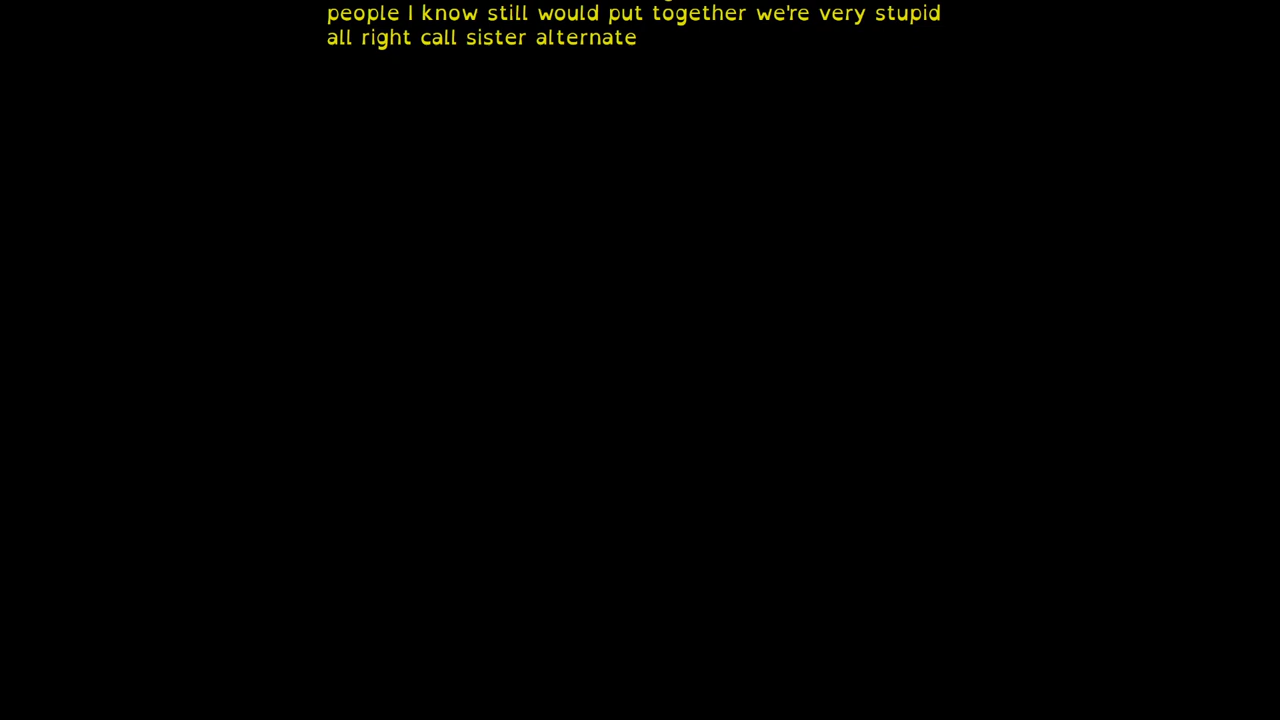 people I know still would put together we're very stupid
all right call sister alternate